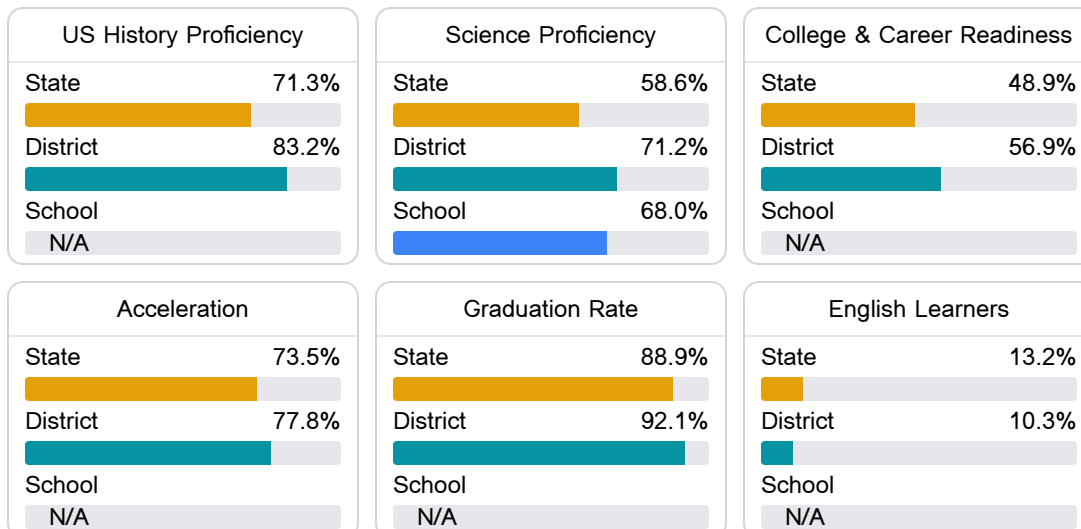 US History Proficiency
State 71.3%
District 83.2%
School
N/A
Science Proficiency
State 58.6%
District 71.2%
School 68.0%
College & Career Readiness
State 48.9%
District 56.9%
School
N/A
Acceleration
State 73.5%
District 77.8%
School
N/A
Graduation Rate
State 88.9%
District 92.1%
School
N/A
English Learners
State 13.2%
District 10.3%
School
N/A